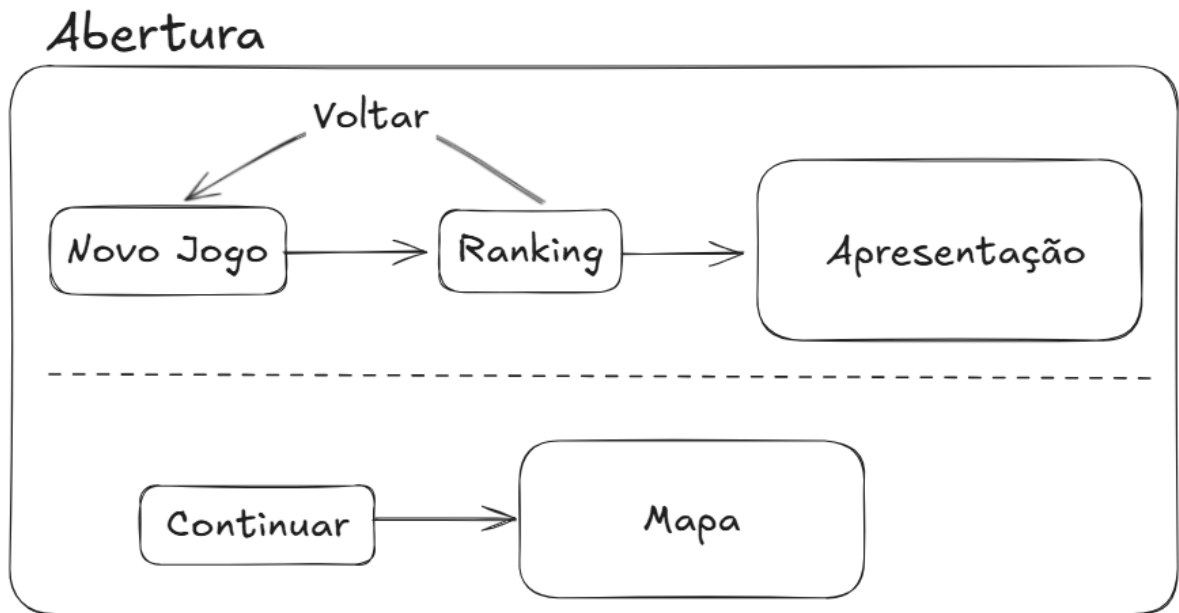 Abertura
Voltar
Novo Jogo
Ranking
Apresentação
Continuar
Mapa